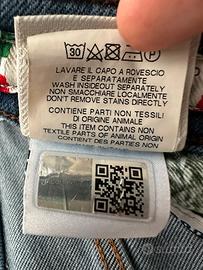 30 P
LAVARE IL CAPO A ROVESCIO
E SEPARATAMENTE
WASH INSIDEOUT SEPARATELY
NON SMACCHIARE LOCALMENTE
DON'T REMOVE STAINS DIRECTLY
CONTIENE PARTI NON TESSILI
DI ORIGINE ANIMALE
THIS ITEM CONTAINS NON
TEXTILE PARTS OF ANIMAL ORIGIN
CONTIENT DES PARTIES NON